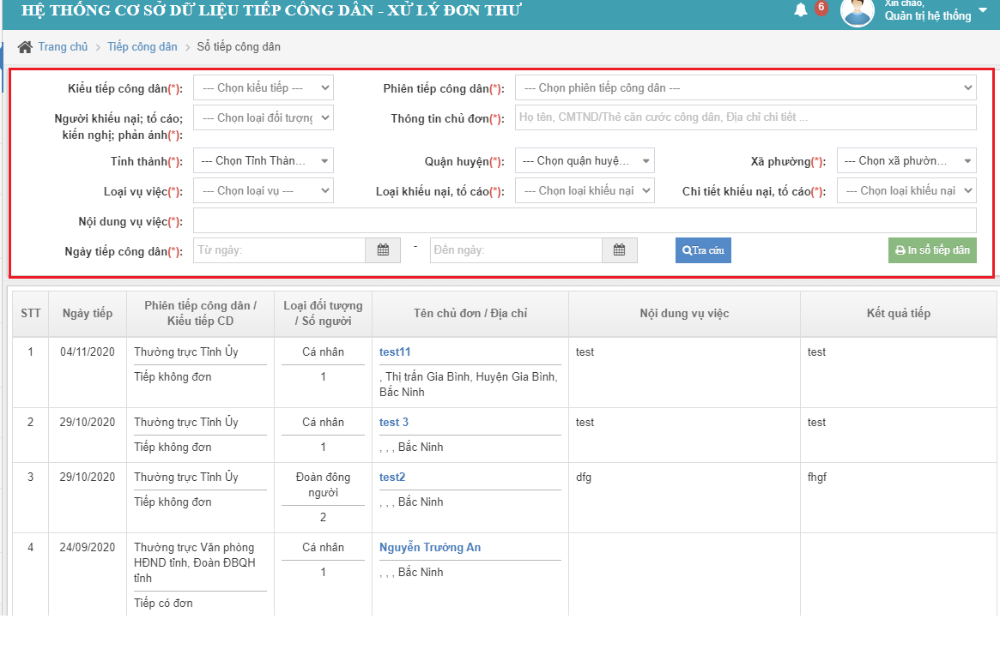 HỆ THỐNG CƠ SỞ DỮ LIỆU TIẾP CÔNG DÂN - XỬ LÝ ĐƠN THƯ
6
Xin chào,
Quản trị hệ thống
Trang chủ > Tiếp công dân > Sổ tiếp công dân
Kiểu tiếp công dân(*): --- Chọn kiểu tiếp --- Phiên tiếp công dân(*): --- Chọn phiên tiếp công dân ---
Người khiếu nại; tố cáo;
kiến nghị; phản ánh(*): --- Chọn loại đối tượng Thông tin chủ đơn(*): Họ tên, CMTND/Thẻ căn cước công dân, Địa chỉ chi tiết ...
Tỉnh thành(*): --- Chọn Tỉnh Thàn... Quận huyện(*): --- Chọn quận huyệ... Xã phường(*): --- Chọn xã phườn...
Loại vụ việc(*): --- Chọn loại vụ --- Loại khiếu nại, tố cáo(*): --- Chọn loại khiếu nại Chi tiết khiếu nại, tố cáo(*): --- Chọn loại khiếu nại
Nội dung vụ việc(*):
Ngày tiếp công dân(*): Từ ngày: - Đến ngày: Tra cứu In sổ tiếp dân
STT Ngày tiếp Phiên tiếp công dân /
Kiểu tiếp CD Loại đối tượng
/ Số người Tên chủ đơn / Địa chỉ Nội dung vụ việc Kết quả tiếp
1 04/11/2020 Thường trực Tỉnh Ủy Cá nhân test11 test test
Tiếp không đơn 1 , Thị trấn Gia Bình, Huyện Gia Bình,
Bắc Ninh
2 29/10/2020 Thường trực Tỉnh Ủy Cá nhân test 3 test test
Tiếp không đơn 1 , , , Bắc Ninh
3 29/10/2020 Thường trực Tỉnh Ủy Đoàn đông
người test2 dfg fhgf
Tiếp không đơn 2 , , , Bắc Ninh
4 24/09/2020 Thường trực Văn phòng
HĐND tỉnh, Đoàn ĐBQH
tỉnh Cá nhân Nguyễn Trường An
Tiếp có đơn 1 , , , Bắc Ninh